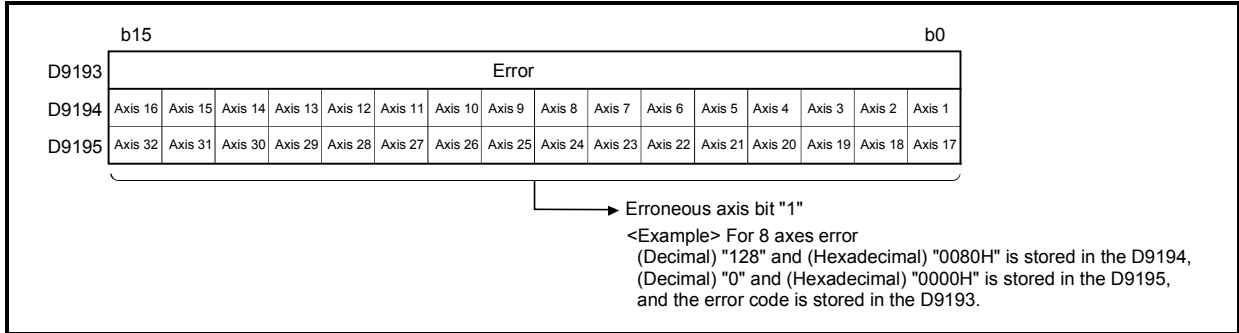 b15 b0
D9193 Error
D9194 Axis 16 Axis 15 Axis 14 Axis 13 Axis 12 Axis 11 Axis 10 Axis 9 Axis 8 Axis 7 Axis 6 Axis 5 Axis 4 Axis 3 Axis 2 Axis 1
D9195 Axis 32 Axis 31 Axis 30 Axis 29 Axis 28 Axis 27 Axis 26 Axis 25 Axis 24 Axis 23 Axis 22 Axis 21 Axis 20 Axis 19 Axis 18 Axis 17
Erroneous axis bit "1"
<Example> For 8 axes error
(Decimal) "128" and (Hexadecimal) "0080H" is stored in the D9194,
(Decimal) "0" and (Hexadecimal) "0000H" is stored in the D9195,
and the error code is stored in the D9193.